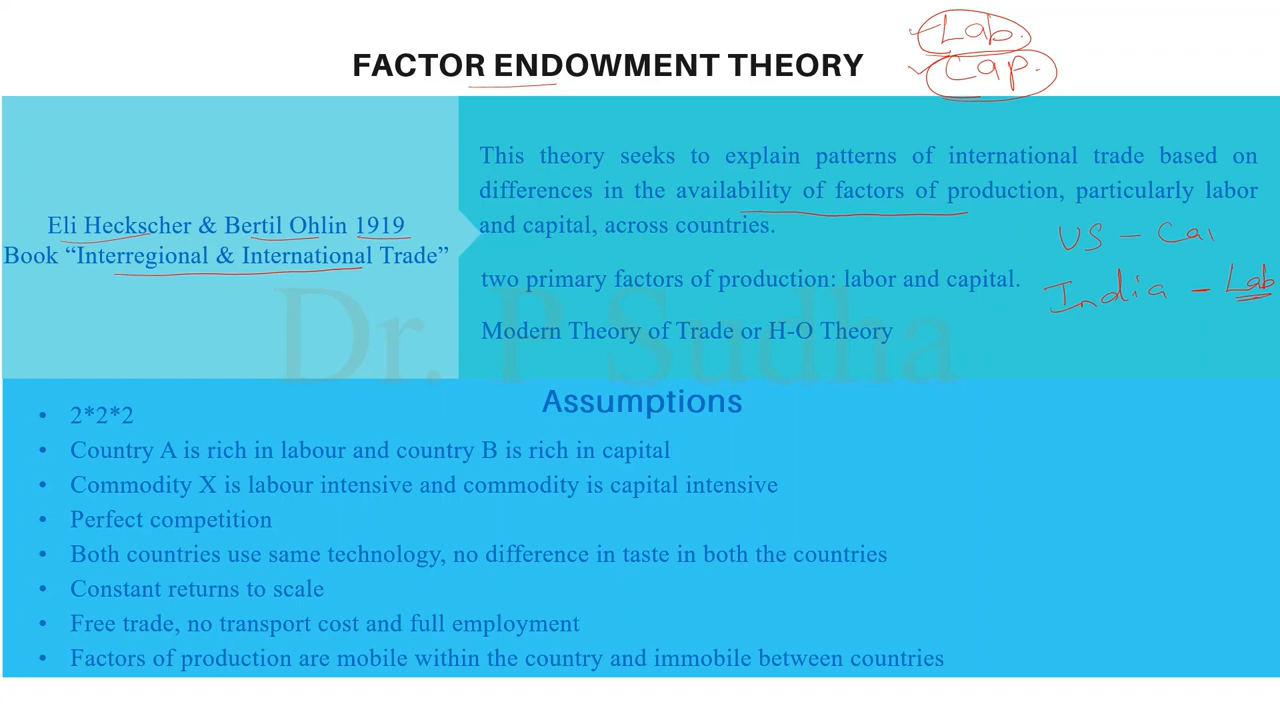 Lab.
FACTOR ENDOWMENT THEORY
Cap.
This theory seeks to explain patterns of international trade based on
differences in the availability of factors of production, particularly labor
and capital, across countries.
Eli Heckscher & Bertil Ohlin 1919
Book “Interregional & International Trade”
US - Ca
two primary factors of production: labor and capital.
India - Lab
Modern Theory of Trade or H-O Theory
Dr. P Sudha
Assumptions
• 2*2*2
• Country A is rich in labour and country B is rich in capital
• Commodity X is labour intensive and commodity is capital intensive
• Perfect competition
• Both countries use same technology, no difference in taste in both the countries
• Constant returns to scale
• Free trade, no transport cost and full employment
• Factors of production are mobile within the country and immobile between countries